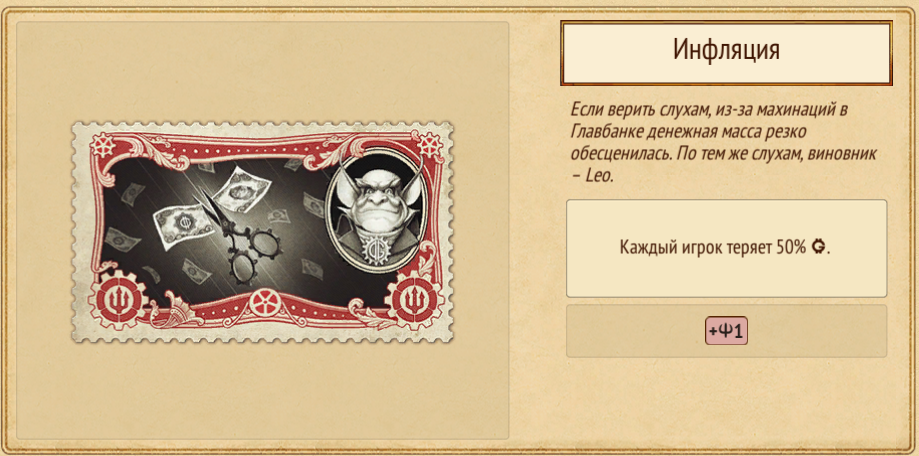 Инфляция
Если верить слухам, из-за махинаций в
Главбанке денежная масса резко
обесценилась. По тем же слухам, виновник
– Leo.
Каждый игрок теряет 50% .
+Ψ1